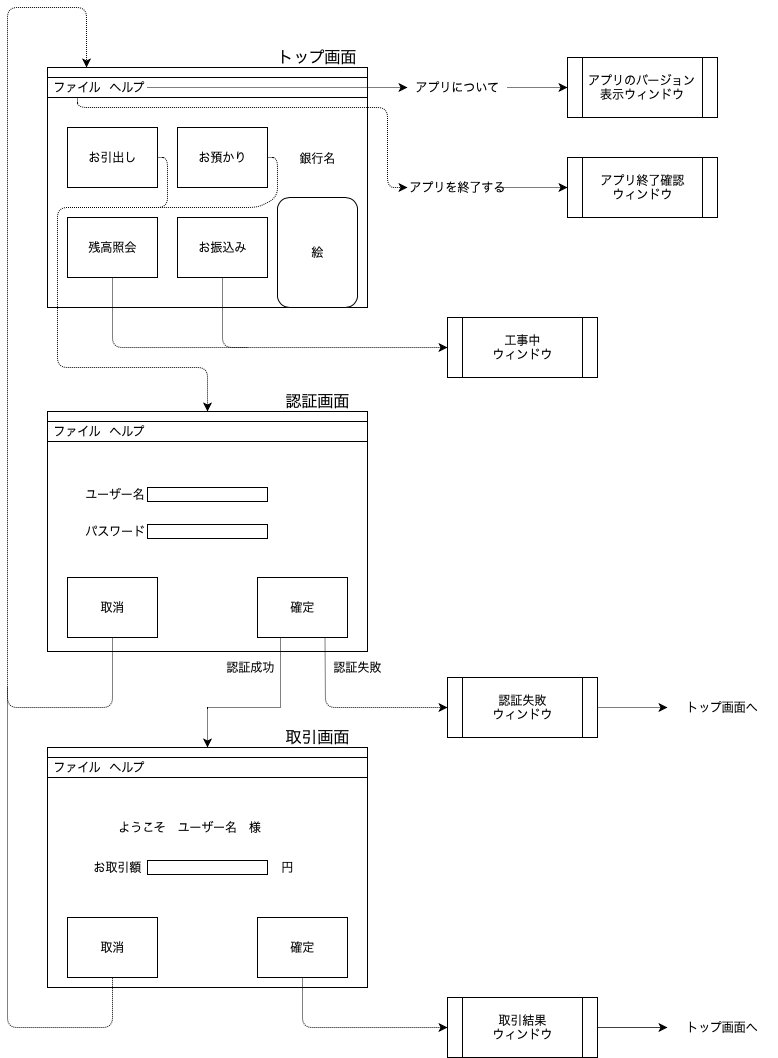 トップ画面
ファイル ヘルプ
アプリについて
アプリのバージョン
表示ウィンドウ
お引出し
お預かり
銀行名
アプリを終了する
アプリ終了確認
ウィンドウ
残高照会
お振込み
絵
工事中
ウィンドウ
認証画面
ファイル ヘルプ
ユーザー名
パスワード
取消
確定
認証成功
認証失敗
認証失敗
ウィンドウ
トップ画面へ
取引画面
ファイル ヘルプ
ようこそ　ユーザー名　様
お取引額
円
取消
確定
取引結果
ウィンドウ
トップ画面へ